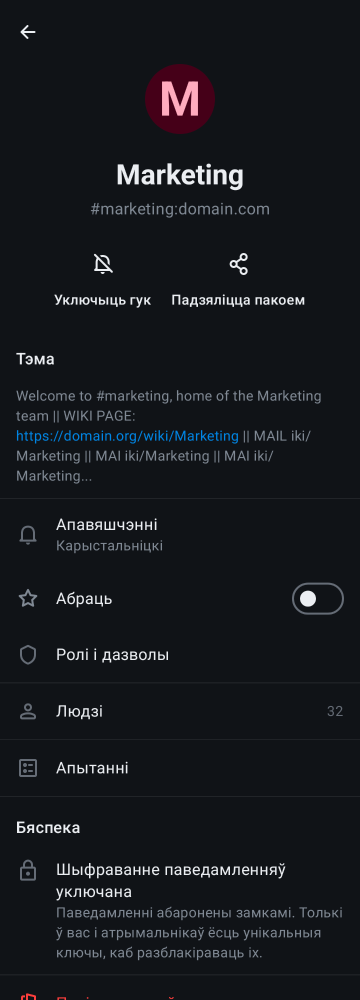 M
Marketing
#marketing:domain.com
Уключыць гук
Падзяліцца пакоем
Тэма
Welcome to #marketing, home of the Marketing
team || WIKI PAGE:
https://domain.org/wiki/Marketing || MAIL iki/
Marketing || MAI iki/Marketing || MAI iki/
Marketing...
Апавяшчэнні
Карыстальніцкі
Абраць
Ролі і дазволы
Людзі
32
Апытанні
Бяспека
Шыфраванне паведамленняў
уключана
Паведамленні абаронены замкамі. Толькі
ў вас і атрымальнікаў ёсць унікальныя
ключы, каб разблакіраваць іх.